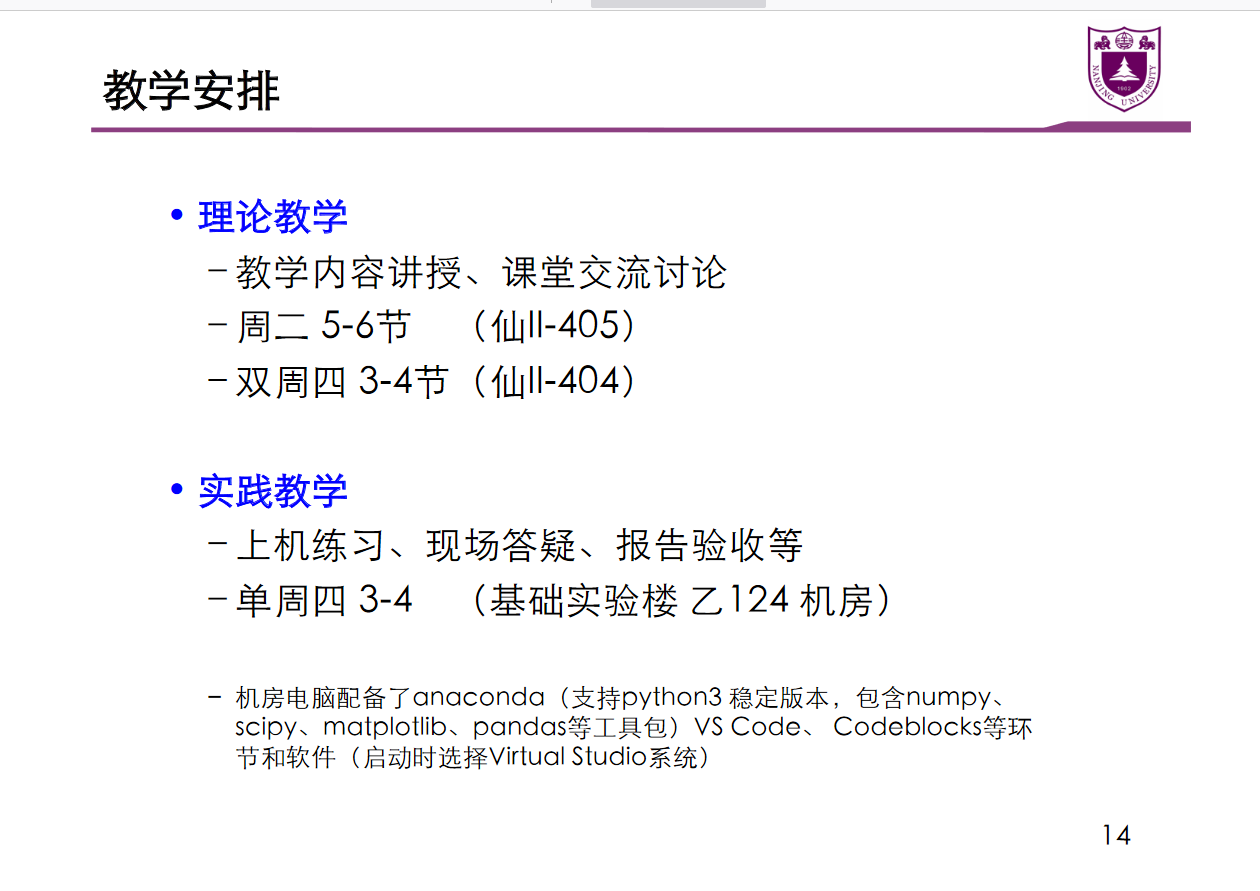 教学安排
NANJING UNIVERSITY
1902
• 理论教学
– 教学内容讲授、课堂交流讨论
– 周二 5-6节 （仙II-405）
– 双周四 3-4节（仙II-404）
• 实践教学
– 上机练习、现场答疑、报告验收等
– 单周四 3-4 （基础实验楼 乙124 机房）
– 机房电脑配备了anaconda（支持python3 稳定版本，包含numpy、
scipy、matplotlib、pandas等工具包）VS Code、 Codeblocks等环
节和软件（启动时选择Virtual Studio系统）
14